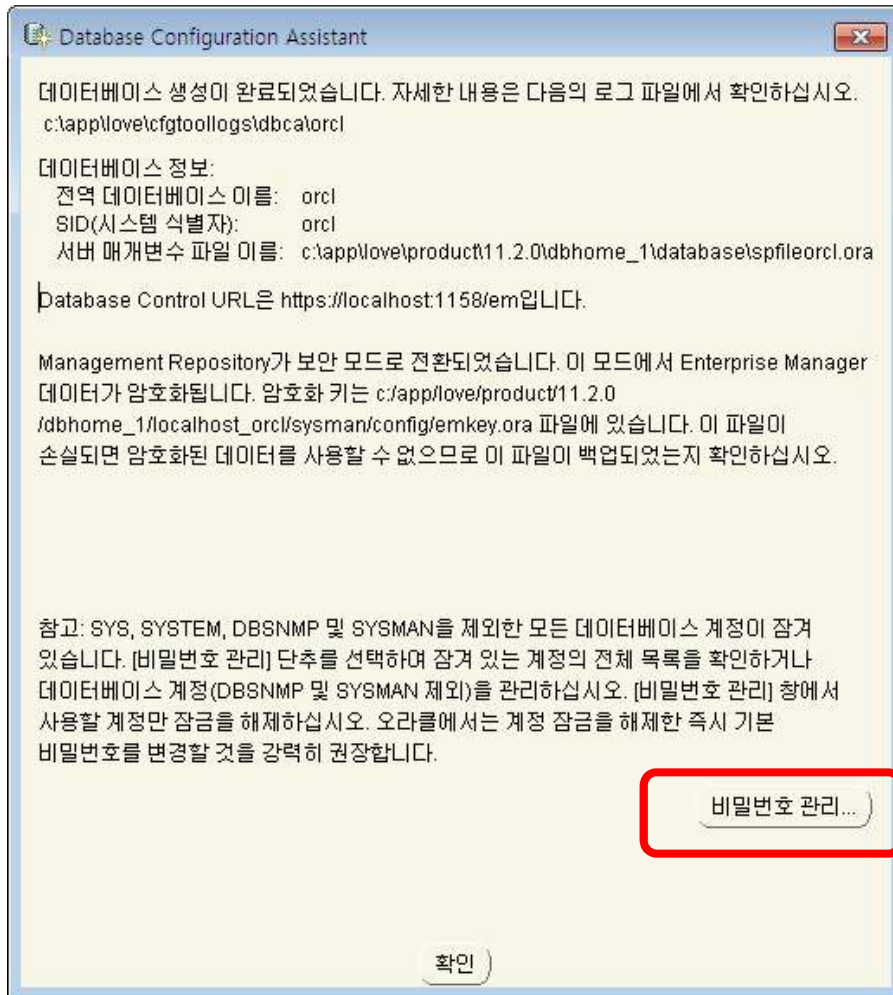 Database Configuration Assistant
데이터베이스 생성이 완료되었습니다. 자세한 내용은 다음의 로그 파일에서 확인하십시오.
c:\app\love\cfgtoollogs\dbca\orcl
데이터베이스 정보:
전역 데이터베이스 이름: orcl
SID(시스템 식별자): orcl
서버 매개변수 파일 이름: c:\app\love\product\11.2.0\dbhome_1\database\spfileorcl.ora
Database Control URL은 https://localhost:1158/em입니다.
Management Repository가 보안 모드로 전환되었습니다. 이 모드에서 Enterprise Manager
데이터가 암호화됩니다. 암호화 키는 c:/app/love/product/11.2.0
/dbhome_1/localhost_orcl/sysman/config/emkey.ora 파일에 있습니다. 이 파일이
손실되면 암호화된 데이터를 사용할 수 없으므로 이 파일이 백업되었는지 확인하십시오.
참고: SYS, SYSTEM, DBSNMP 및 SYSMAN을 제외한 모든 데이터베이스 계정이 잠겨
있습니다. [비밀번호 관리] 단추를 선택하여 잠겨 있는 계정의 전체 목록을 확인하거나
데이터베이스 계정(DBSNMP 및 SYSMAN 제외)을 관리하십시오. [비밀번호 관리] 창에서
사용할 계정만 잠금을 해제하십시오. 오라클에서는 계정 잠금을 해제한 즉시 기본
비밀번호를 변경할 것을 강력히 권장합니다.
비밀번호 관리...
확인